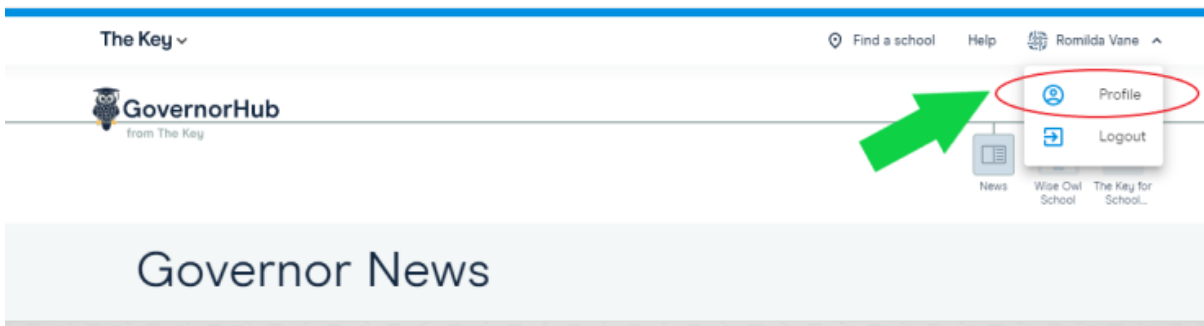 The Key
Find a school
Help
Romilda Vane
Profile
Logout
GovernorHub
from The Key
News
Wise Owl
School
The Key for
School...
Governor News